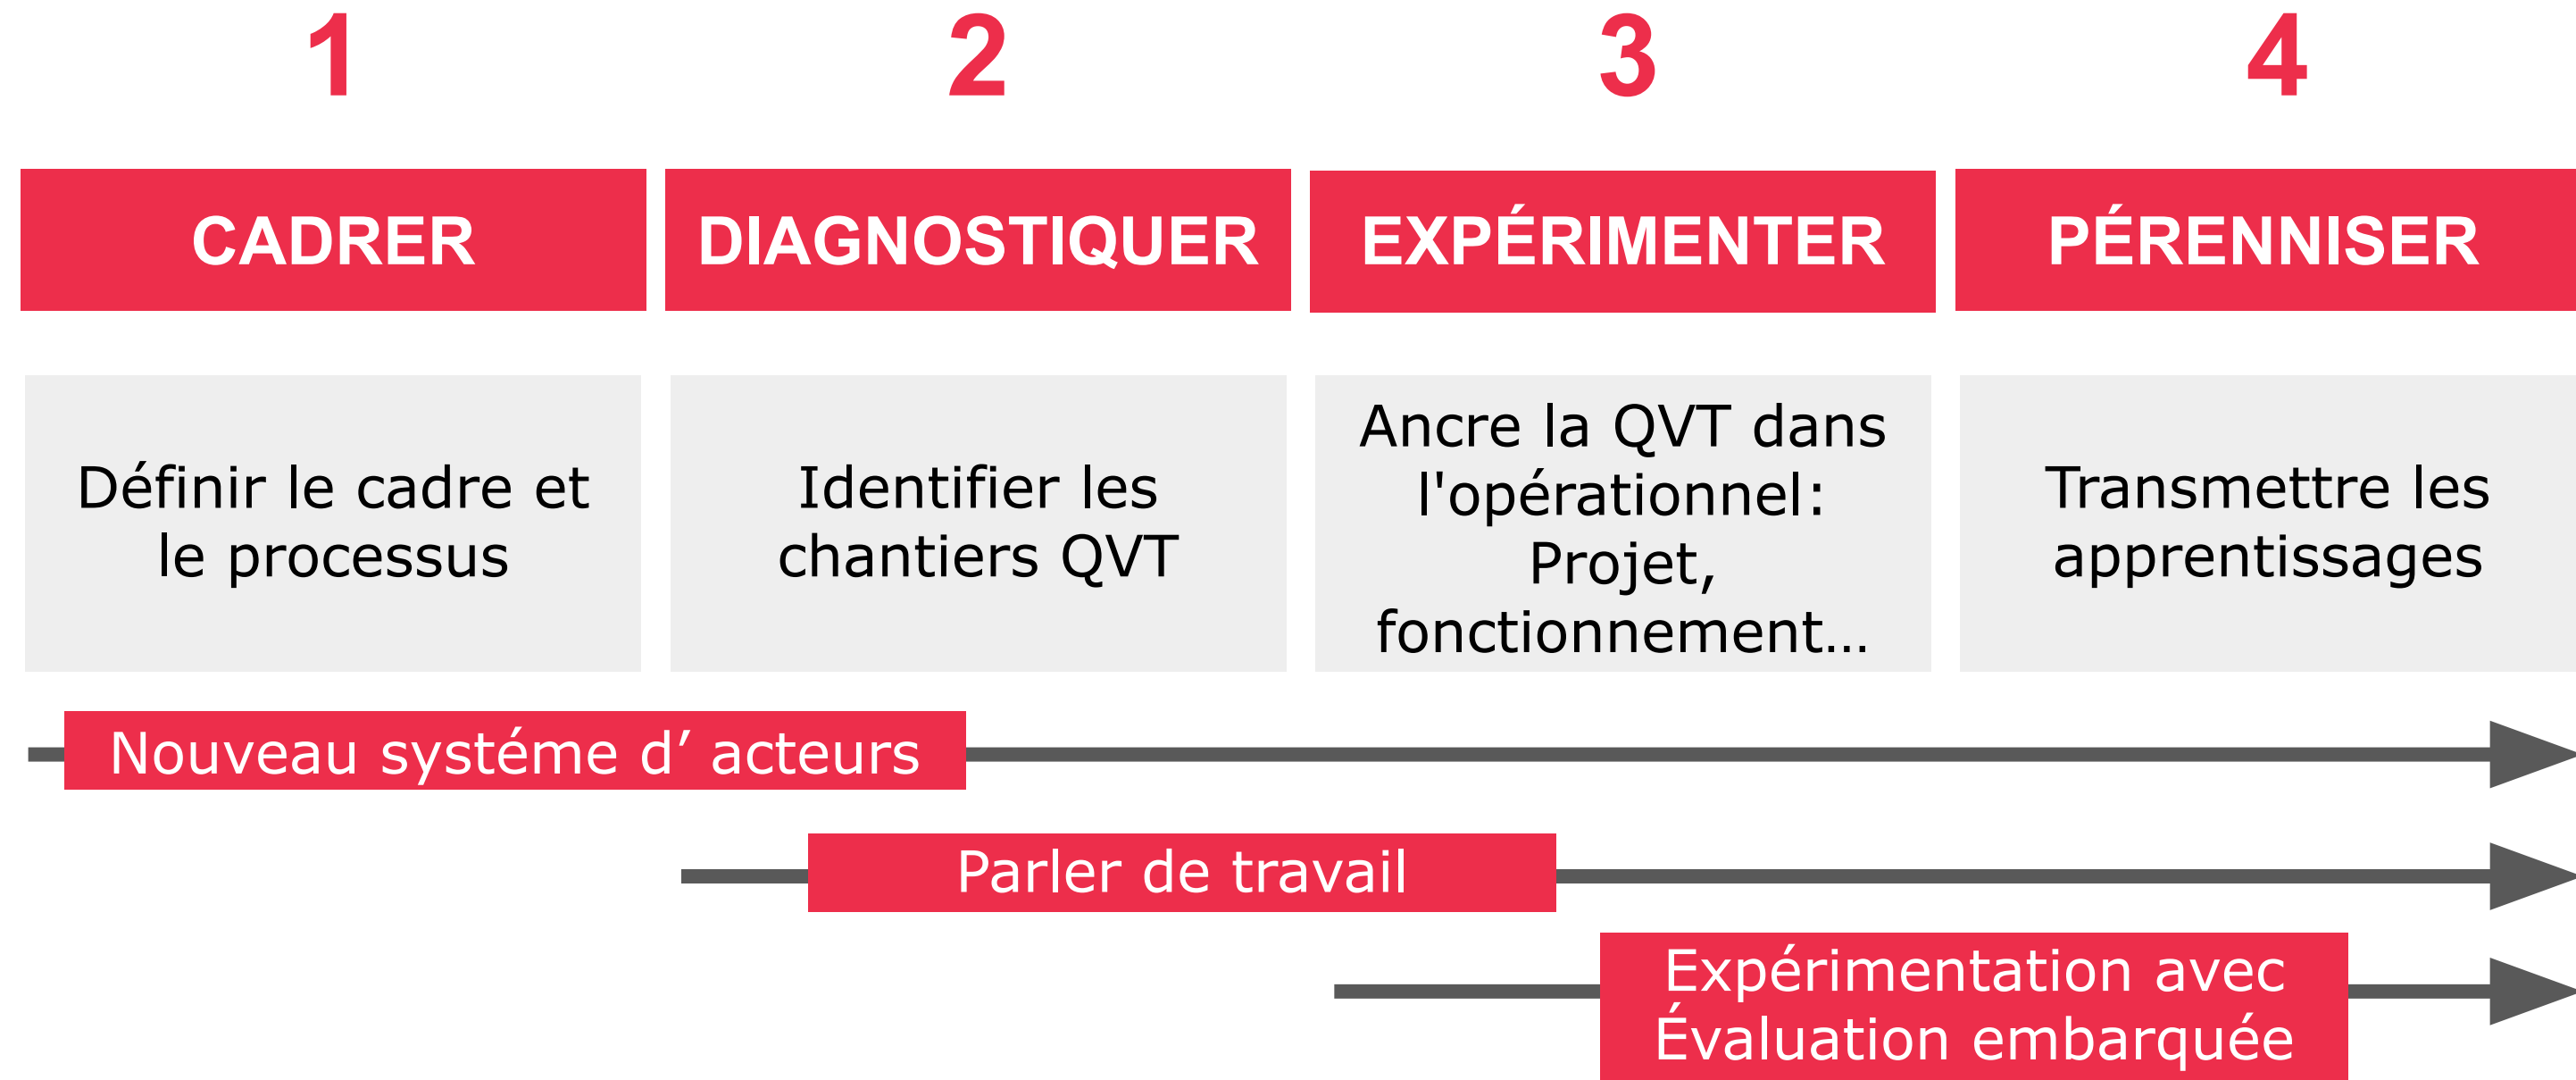 1
2
3
4
CADRER
DIAGNOSTIQUER
EXPÉRIMENTER
PÉRENNISER
Définir le cadre et
le processus
Identifier les
chantiers QVT
Ancre la QVT dans
l'opérationnel:
Projet,
fonctionnement…
Transmettre les
apprentissages
Nouveau systéme d’ acteurs
Parler de travail
Expérimentation avec
Évaluation embarquée